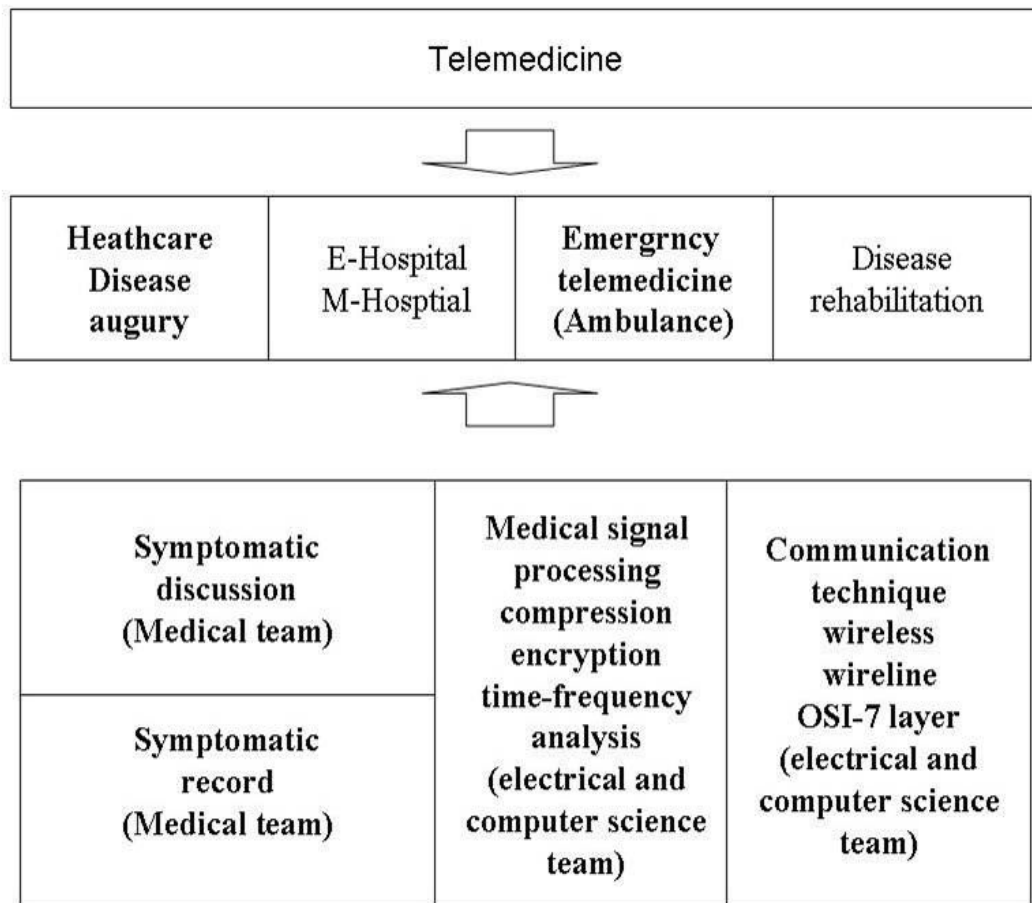 Telemedicine
Heathcare
Disease
augury
E-Hospital
M-Hosptial
Emergrncy
telemedicine
(Ambulance)
Disease
rehabilitation
Symptomatic
discussion
(Medical team)
Symptomatic
record
(Medical team)
Medical signal
processing
compression
encryption
time-frequency
analysis
(electrical and
computer science
team)
Communication
technique
wireless
wireline
OSI-7 layer
(electrical and
computer science
team)